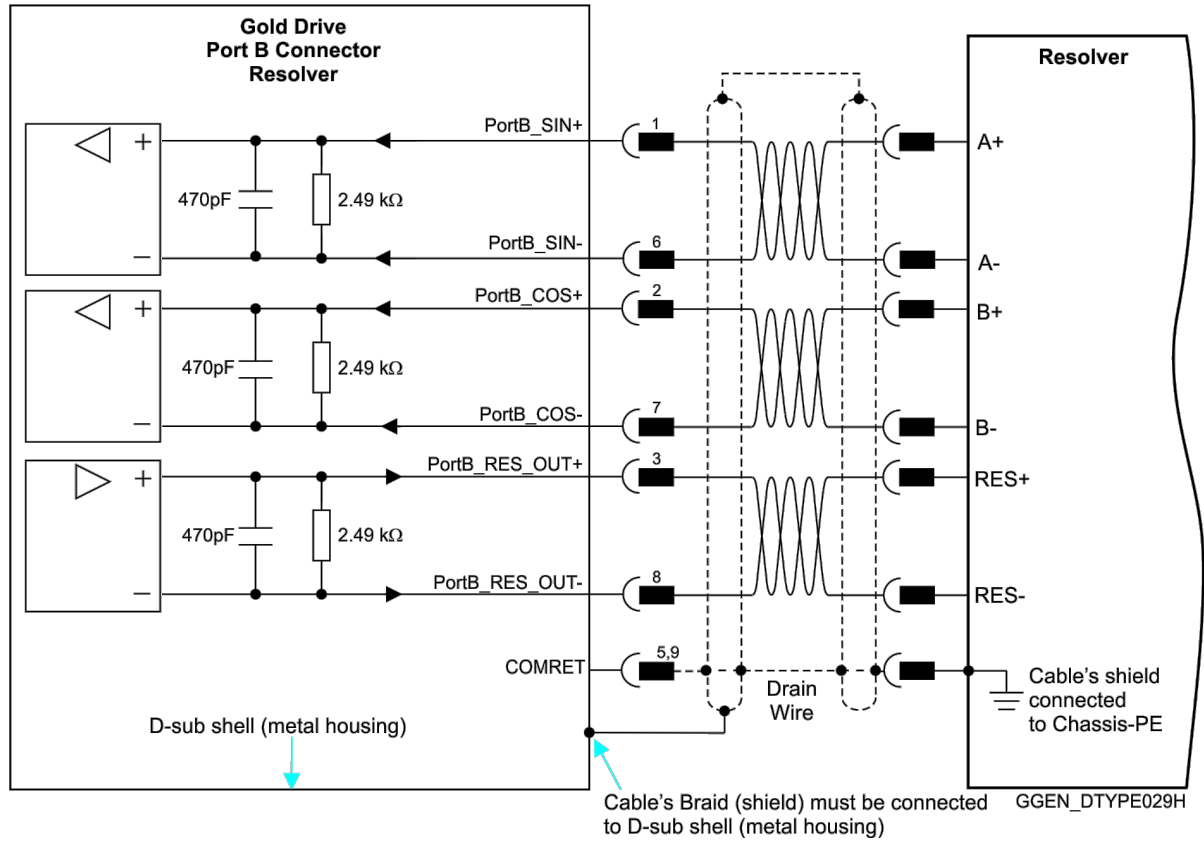 Gold Drive
Port B Connector
Resolver
Resolver
PortB_SIN+
1
A+
+
470pF
2.49 kΩ
PortB_SIN-
6
−
A-
PortB_COS+
2
+
B+
470pF
2.49 kΩ
PortB_COS-
7
−
B-
PortB_RES_OUT+
3
+
RES+
470pF
2.49 kΩ
PortB_RES_OUT-
8
−
RES-
COMRET
5,9
Drain
Wire
Cable's shield
connected
to Chassis-PE
D-sub shell (metal housing)
Cable's Braid (shield) must be connected
to D-sub shell (metal housing)
GGEN_DTYPE029H